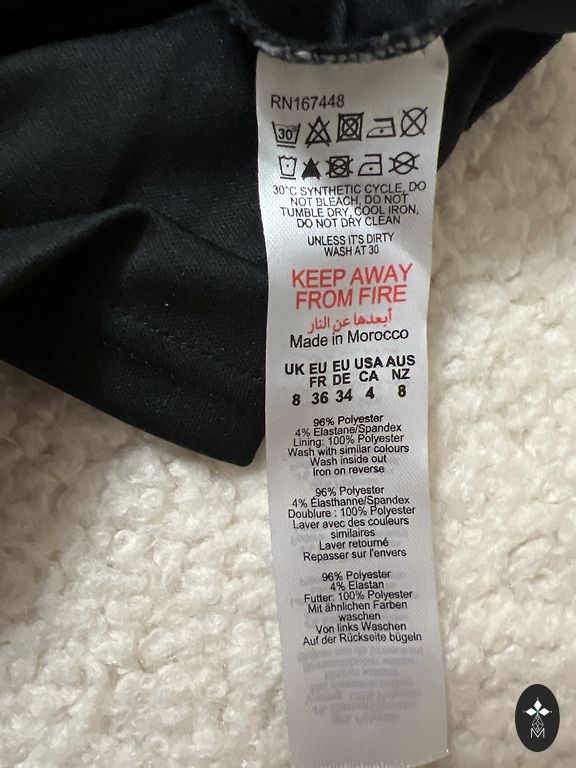 RN167448
30°
30°C SYNTHETIC CYCLE, DO
NOT BLEACH, DO NOT
TUMBLE DRY, COOL IRON,
DO NOT DRY CLEAN
UNLESS IT'S DIRTY
WASH AT 30
KEEP AWAY
FROM FIRE
أبعدها عن النار
Made in Morocco
UK EU EU USA AUS
FR DE CA NZ
8 36 34 4 8
96% Polyester
4% Elastane/Spandex
Lining: 100% Polyester
Wash with similar colours
Wash inside out
Iron on reverse
96% Polyester
4% Élasthanne/Spandex
Doublure : 100% Polyester
Laver avec des couleurs
similaires
Laver retourné
Repasser sur l'envers
96% Polyester
4% Elastan
Futter: 100% Polyester
Mit ähnlichen Farben
waschen
Von links Waschen
Auf der Rückseite bügeln
M